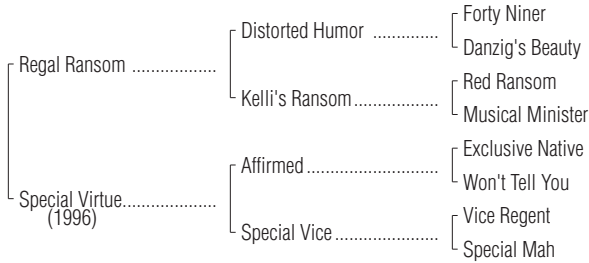 Forty Niner
Distorted Humor ..............
Danzig's Beauty
Regal Ransom ..................
Red Ransom
Kelli's Ransom..................
Musical Minister
Exclusive Native
Affirmed ............................
Won't Tell You
Special Virtue....................
(1996)
Vice Regent
Special Vice......................
Special Mah